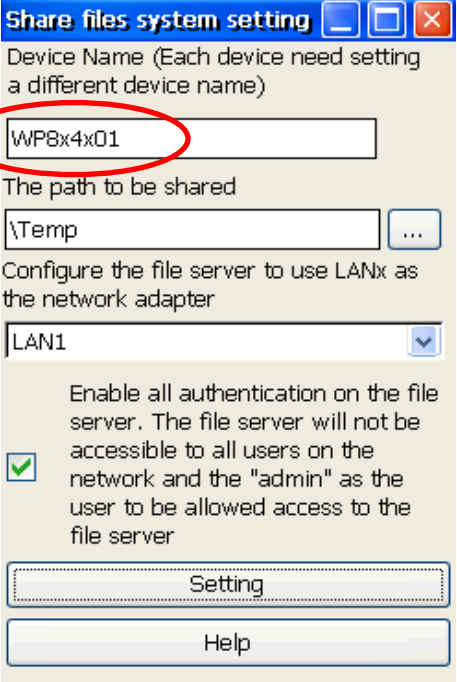 Share files system setting
Device Name (Each device need setting
a different device name)
WP8x4x01
The path to be shared
\Temp
...
Configure the file server to use LANx as
the network adapter
LAN1
Enable all authentication on the file
server. The file server will not be
accessible to all users on the
network and the "admin" as the
user to be allowed access to the
file server
Setting
Help